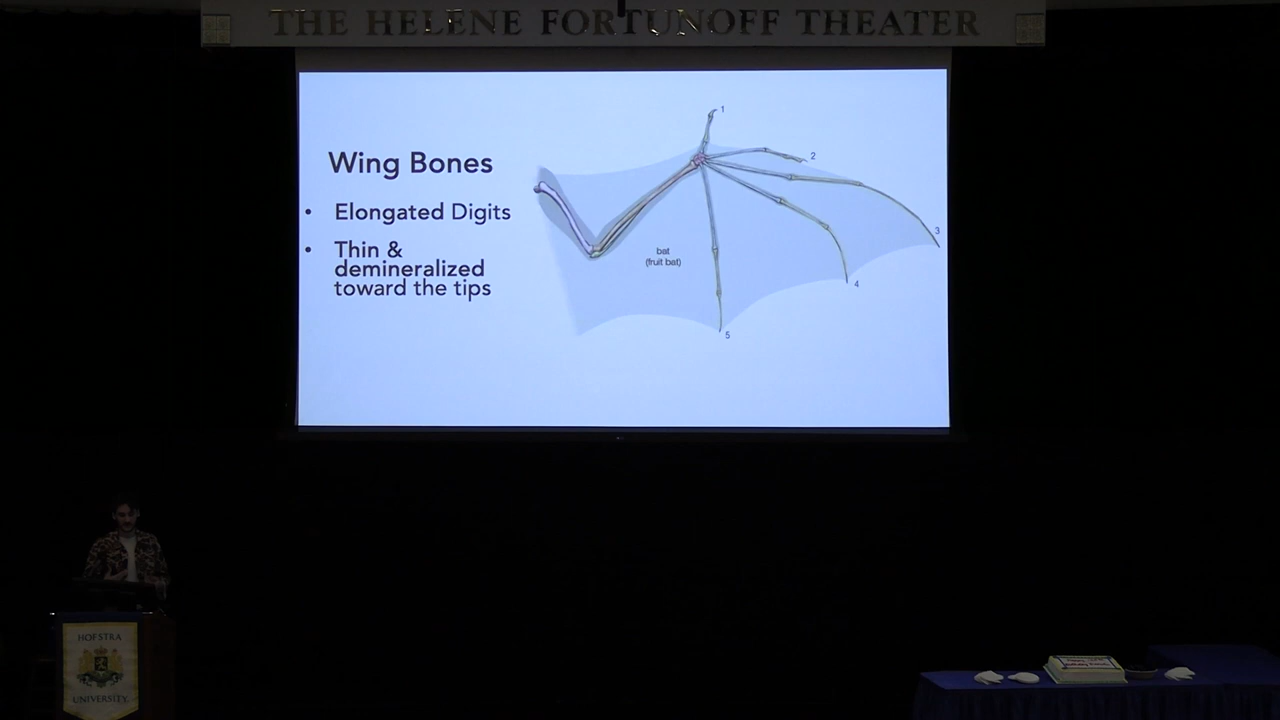 THE HELENE FORTUNOFF THEATER
Wing Bones
• Elongated Digits
• Thin &
demineralized
toward the tips
1
2
3
4
5
bat
(fruit bat)
HOFSTRA
UNIVERSITY